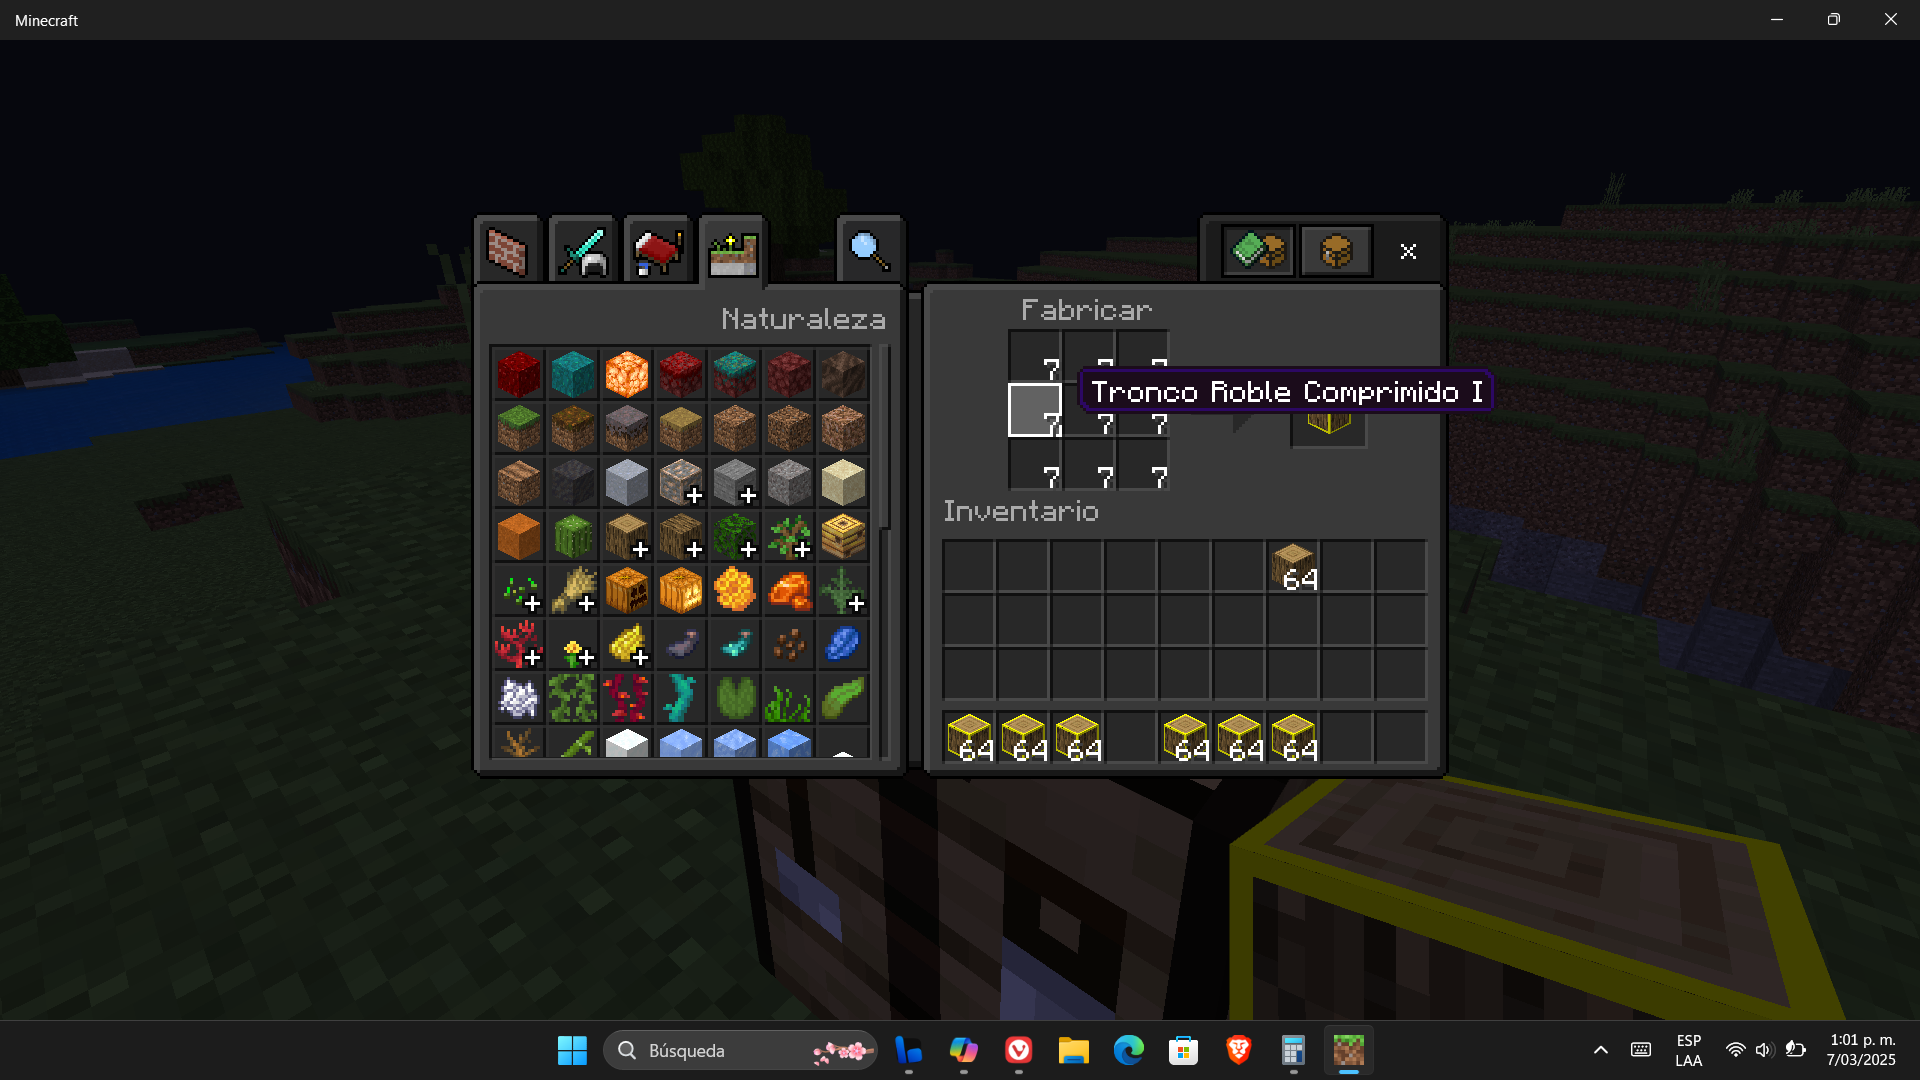 Minecraft
Naturaleza
Fabricar
7 7 7
Tronco Roble Comprimido I
7 7 7
7 7 7
Inventario
64
64 64 64 64 64 64
Búsqueda
ESP
LAA
1:01 p. m.
7/03/2025